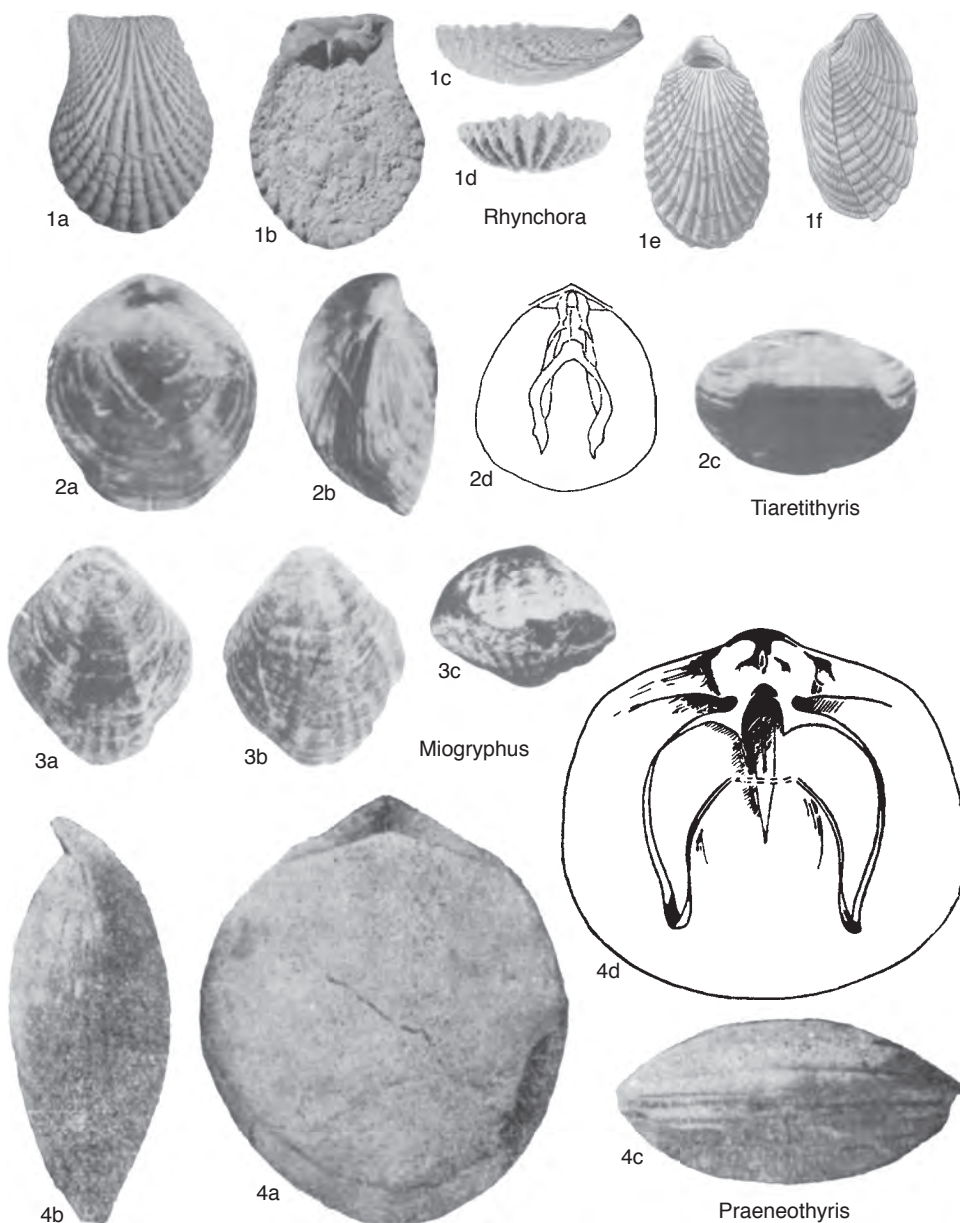 1a
1b
1c
1d
Rhynchora
1e
1f
2a
2b
2d
2c
Tiaretithyris
3a
3b
3c
Miogryphus
4b
4a
4d
4c
Praeneothyris